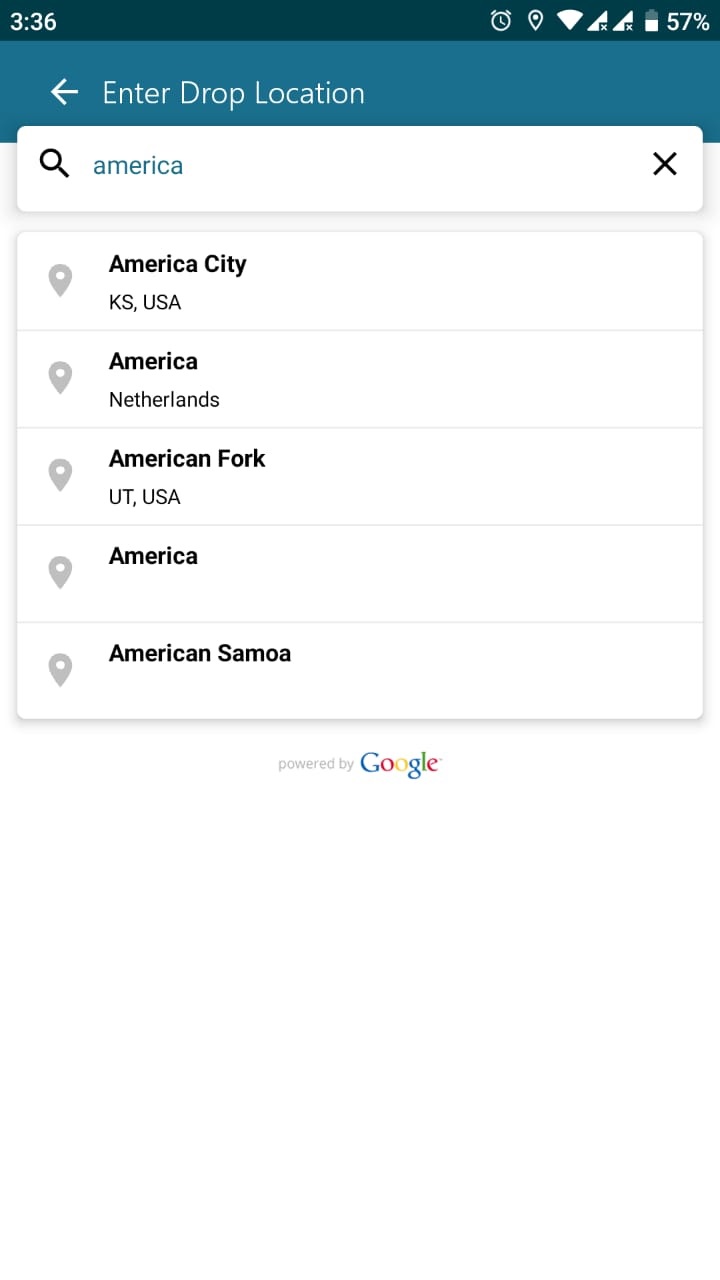 3:36 57%
Enter Drop Location
america
America City
KS, USA
America
Netherlands
American Fork
UT, USA
America
American Samoa
powered by Google